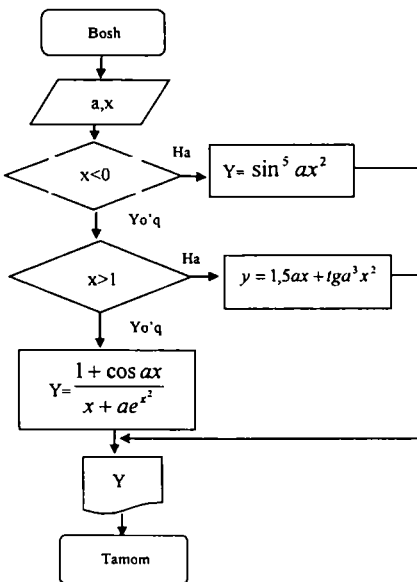 Bosh
a,x
x<0
Ha
Y= sin⁵ ax²
Yo'q
x>1
Ha
y = 1,5ax + tga³x²
Yo'q
Y= (1 + cos ax) / (x + ae^(x²))
Y
Tamom